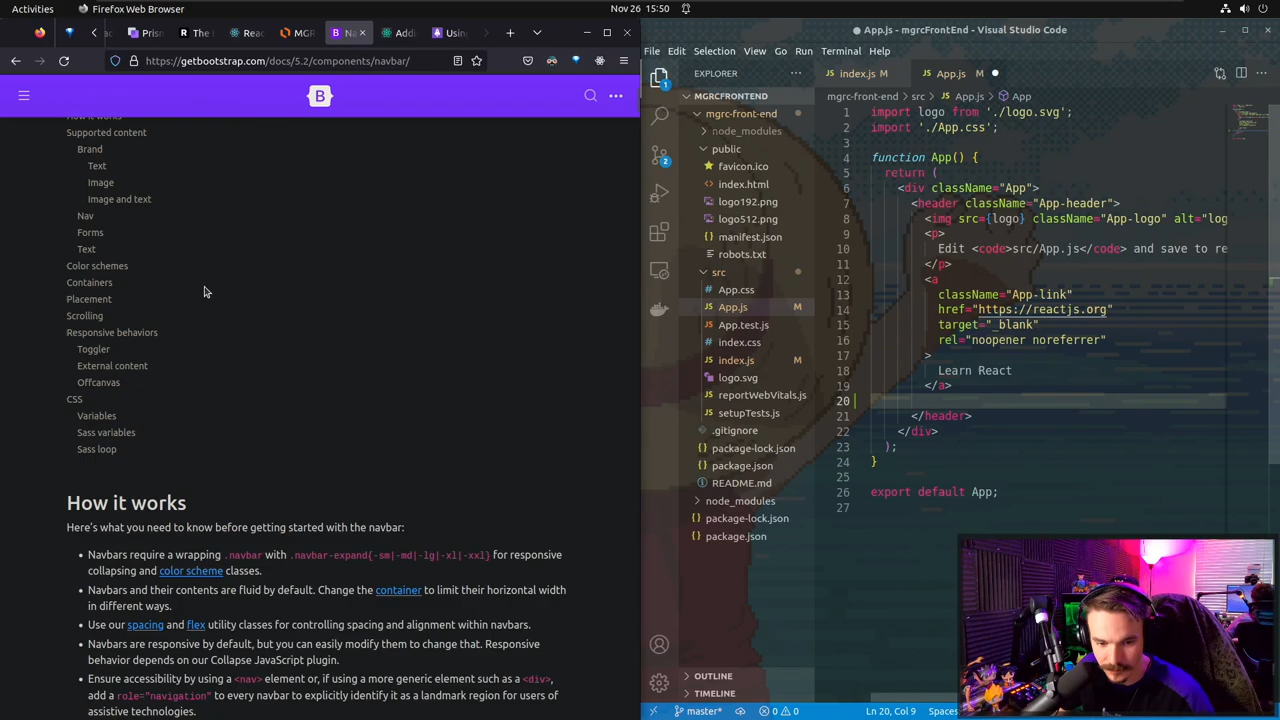 Activities
Firefox Web Browser
Nov 26 15:50
Prisn
The
Reac
MGR
Na
Addi
Using
https://getbootstrap.com/docs/5.2/components/navbar/
B
How it works
Supported content
Brand
Text
Image
Image and text
Nav
Forms
Text
Color schemes
Containers
Placement
Scrolling
Responsive behaviors
Toggler
External content
Offcanvas
CSS
Variables
Sass variables
Sass loop
How it works
Here's what you need to know before getting started with the navbar:
• Navbars require a wrapping .navbar with .navbar-expand{-sm|-md|-lg|-xl|-xxl} for responsive
collapsing and color scheme classes.
• Navbars and their contents are fluid by default. Change the container to limit their horizontal width
in different ways.
• Use our spacing and flex utility classes for controlling spacing and alignment within navbars.
• Navbars are responsive by default, but you can easily modify them to change that. Responsive
behavior depends on our Collapse JavaScript plugin.
• Ensure accessibility by using a <nav> element or, if using a more generic element such as a <div>,
add a role="navigation" to every navbar to explicitly identify it as a landmark region for users of
assistive technologies.
App.js - mgrcFrontEnd - Visual Studio Code
File Edit Selection View Go Run Terminal Help
EXPLORER
MGRCFRONTEND
mgrc-front-end
node_modules
public
favicon.ico
index.html
logo192.png
logo512.png
manifest.json
robots.txt
src
App.css
App.js M
App.test.js
index.css
index.js M
logo.svg
reportWebVitals.js
setupTests.js
.gitignore
package-lock.json
package.json
README.md
node_modules
package-lock.json
package.json
OUTLINE
TIMELINE
1
2
index.js M
App.js
mgrc-front-end > src > App.js > App
1 import logo from './logo.svg';
2 import './App.css';
3
4 function App() {
5 return (
6 <div className="App">
7 <header className="App-header">
8 <img src={logo} className="App-logo" alt="log
9 <p>
10 Edit <code>src/App.js</code> and save to re
11 </p>
12 <a
13 className="App-link"
14 href="https://reactjs.org"
15 target="_blank"
16 rel="noopener noreferrer"
17 >
18 Learn React
19 </a>
20
21 </header>
22 </div>
23 );
24 }
25
26 export default App;
27
master* 0 0
Ln 20, Col 9
Spaces